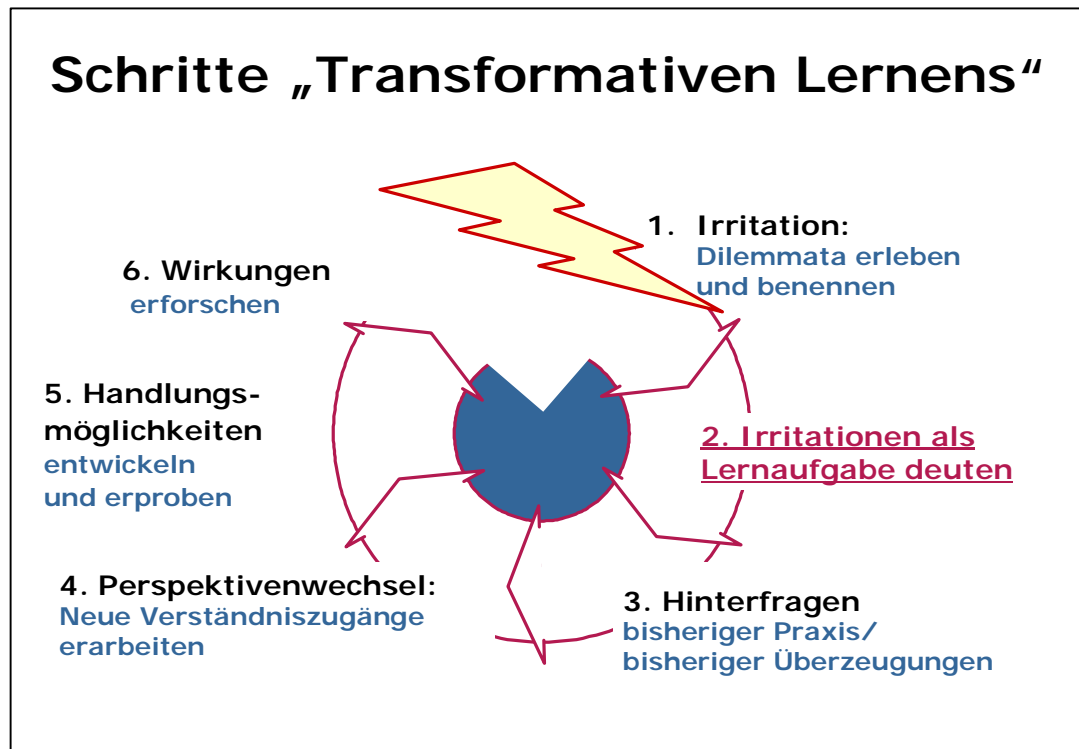 Schritte „Transformativen Lernens“
1. Irritation:
Dilemmata erleben
und benennen
2. Irritationen als
Lernaufgabe deuten
3. Hinterfragen
bisheriger Praxis/
bisheriger Überzeugungen
4. Perspektivenwechsel:
Neue Verständniszugänge
erarbeiten
5. Handlungs-
möglichkeiten
entwickeln
und erproben
6. Wirkungen
erforschen